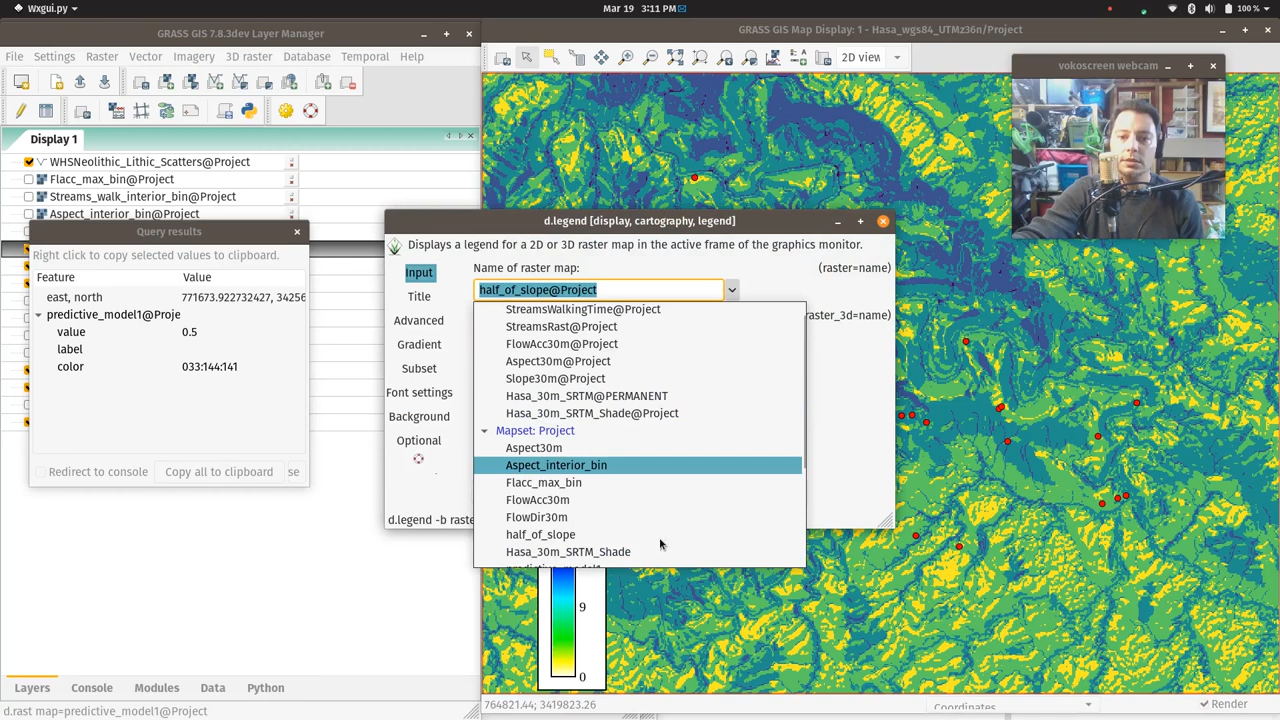 Wxgui.py
Mar 19 3:11 PM
100 %
GRASS GIS 7.8.3dev Layer Manager
File Settings Raster Vector Imagery 3D raster Database Temporal Help
Display 1
WHSNeolithic_Lithic_Scatters@Project
Flacc_max_bin@Project
Streams_walk_interior_bin@Project
Aspect_interior_bin@Project
Query results
Right click to copy selected values to clipboard.
Feature Value
east, north 771673.922732427, 34256
predictive_model1@Proje
value 0.5
label
color 033:144:141
Redirect to console Copy all to clipboard se
Layers Console Modules Data Python
d.rast map=predictive_model1@Project
GRASS GIS Map Display: 1 - Hasa_wgs84_UTMz36n/Project
2D view
vokoscreen webcam
d.legend [display, cartography, legend]
Displays a legend for a 2D or 3D raster map in the active frame of the graphics monitor.
Input
Title
Advanced
Gradient
Subset
Font settings
Background
Optional
Name of raster map: (raster=name)
half_of_slope@Project
raster_3d=name)
StreamsWalkingTime@Project
StreamsRast@Project
FlowAcc30m@Project
Aspect30m@Project
Slope30m@Project
Hasa_30m_SRTM@PERMANENT
Hasa_30m_SRTM_Shade@Project
Mapset: Project
Aspect30m
Aspect_interior_bin
Flacc_max_bin
FlowAcc30m
FlowDir30m
half_of_slope
Hasa_30m_SRTM_Shade
d.legend -b raste
9
0
764821.44; 3419823.26
Coordinates
Render